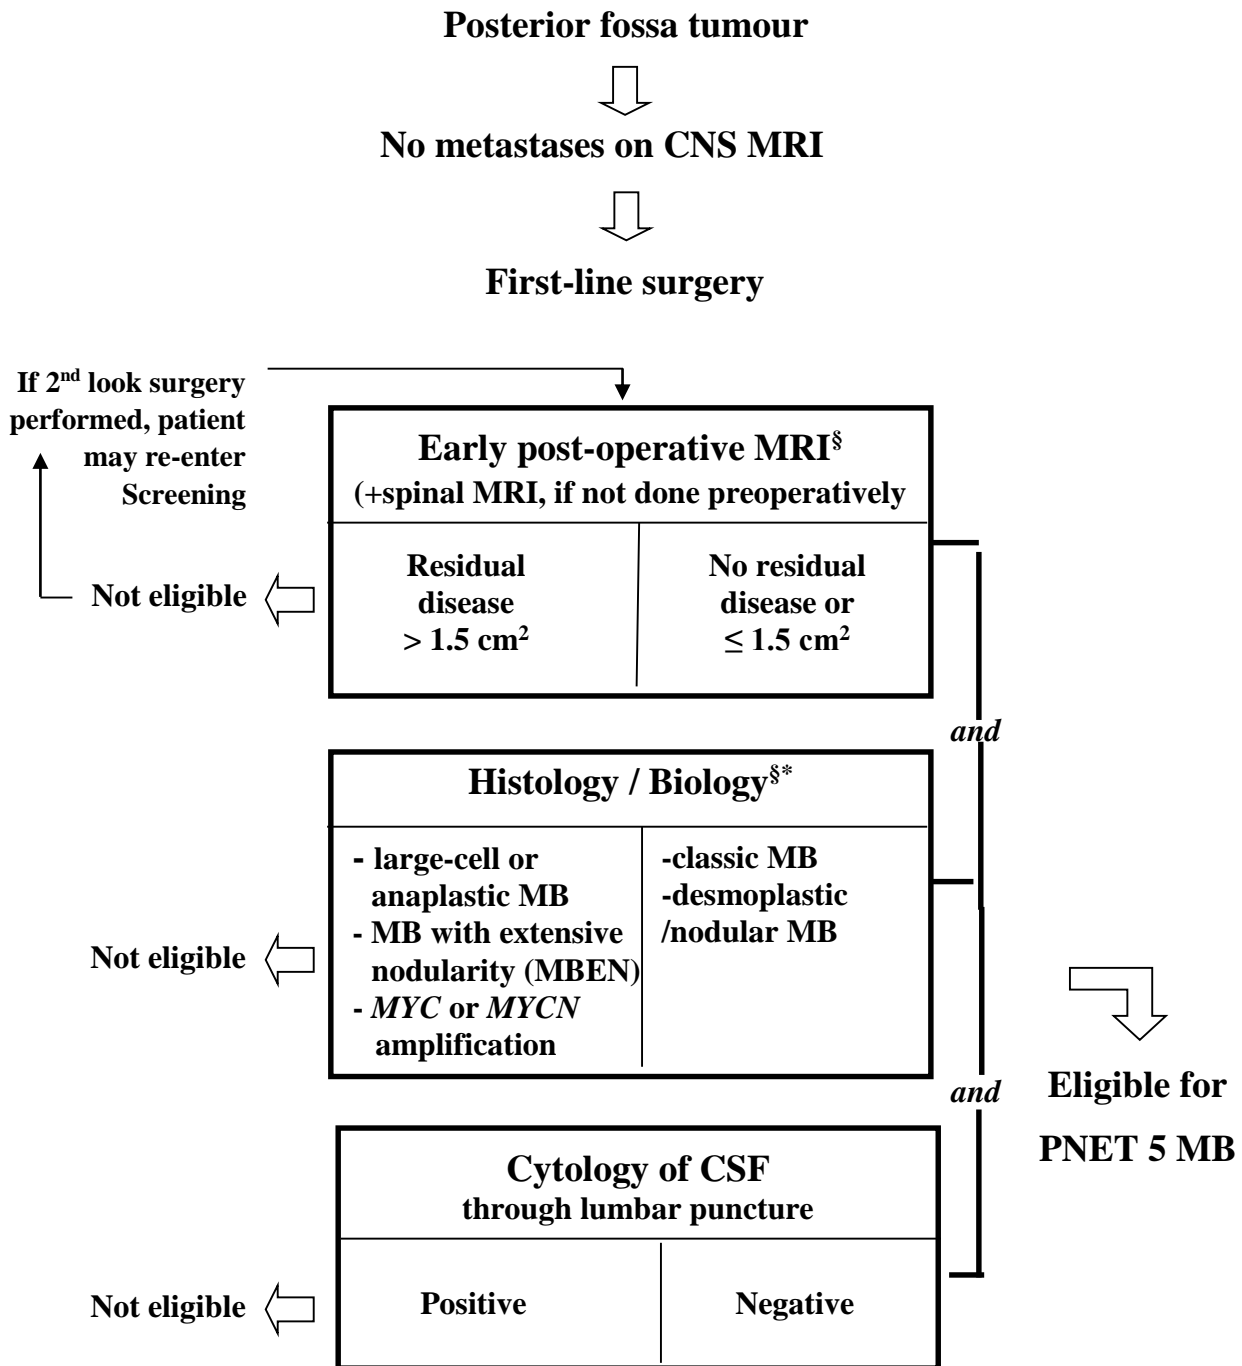 Posterior fossa tumour
No metastases on CNS MRI
First-line surgery
If 2nd look surgery
performed, patient
may re-enter
Screening
Early post-operative MRI§
(+spinal MRI, if not done preoperatively
Residual
disease
> 1.5 cm²
No residual
disease or
≤ 1.5 cm²
Not eligible
and
Histology / Biology§*
- large-cell or
anaplastic MB
- MB with extensive
nodularity (MBEN)
- MYC or MYCN
amplification
-classic MB
-desmoplastic
/nodular MB
Not eligible
and
Eligible for
PNET 5 MB
Cytology of CSF
through lumbar puncture
Positive
Negative
Not eligible